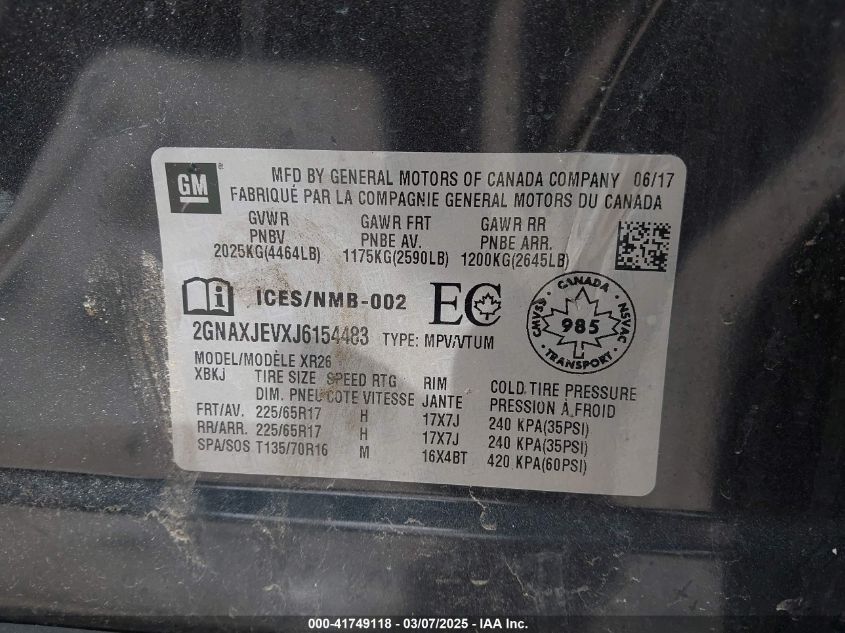 GM
MFD BY GENERAL MOTORS OF CANADA COMPANY 06/17
FABRIQUÉ PAR LA COMPAGNIE GENERAL MOTORS DU CANADA
GVWR GAWR FRT GAWR RR
PNBV PNBE AV. PNBE ARR.
2025KG(4464LB) 1175KG(2590LB) 1200KG(2645LB)
ICES/NMB-002 EC
CANADA
CMVSS 985 NSVAC
TRANSPORT
2GNAXJEVXJ6154483 TYPE: MPV/VTUM
MODEL/MODÈLE XR26
XBKJ TIRE SIZE SPEED RTG RIM COLD TIRE PRESSURE
DIM. PNEU COTE VITESSE JANTE PRESSION À FROID
FRT/AV. 225/65R17 H 17X7J 240 KPA(35PSI)
RR/ARR. 225/65R17 H 17X7J 240 KPA(35PSI)
SPA/SOS T135/70R16 M 16X4BT 420 KPA(60PSI)
000-41749118 - 03/07/2025 - IAA Inc.